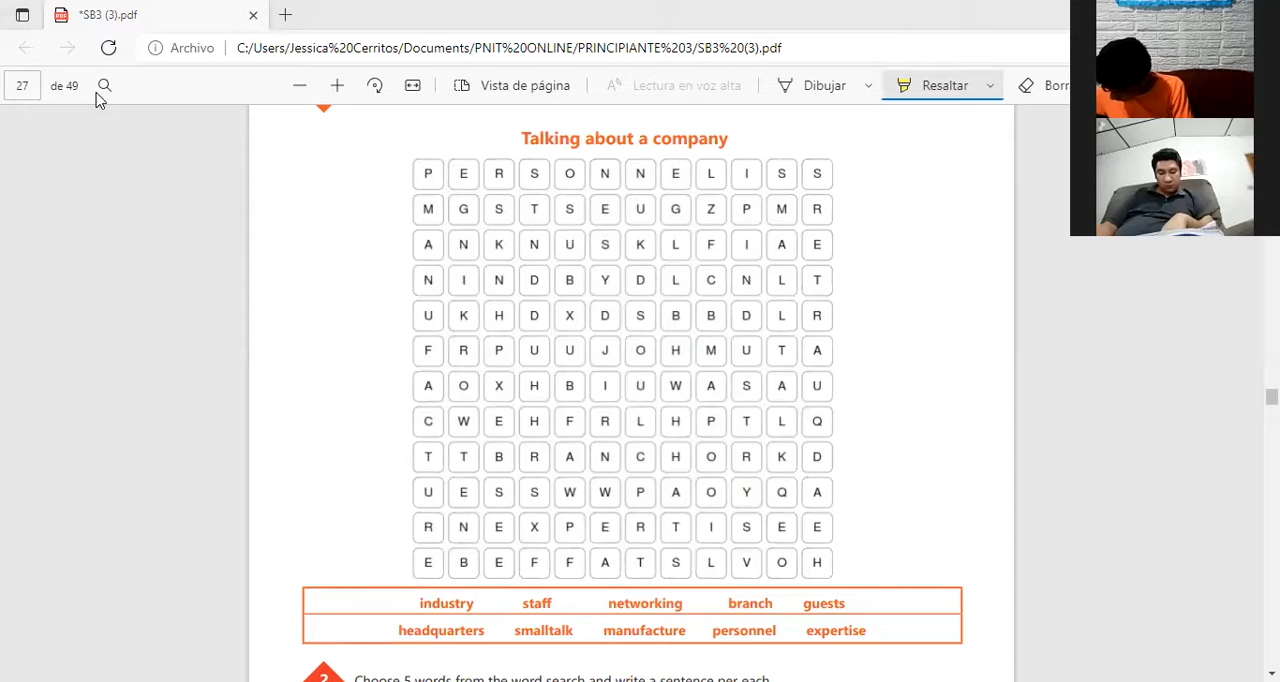 *SB3 (3).pdf
Archivo C:/Users/Jessica%20Cerritos/Documents/PNIT%20ONLINE/PRINCIPIANTE%203/SB3%20(3).pdf
27 de 49 Vista de página Lectura en voz alta Dibujar Resaltar Borra
Talking about a company
P E R S O N N E L I S S
M G S T S E U G Z P M R
A N K N U S K L F I A E
N I N D B Y D L C N L T
U K H D X D S B B D L R
F R P U U J O H M U T A
A O X H B I U W A S A U
C W E H F R L H P T L Q
T T B R A N C H O R K D
U E S S W W P A O Y Q A
R N E X P E R T I S E E
E B E F F A T S L V O H
industry staff networking branch guests
headquarters smalltalk manufacture personnel expertise
2 Choose 5 words from the word search and write a sentence per each